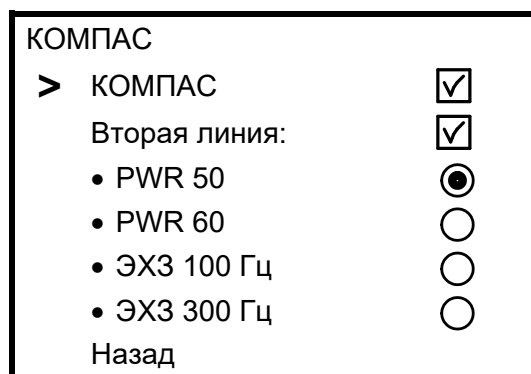 КОМПАС
> КОМПАС
Вторая линия:
• PWR 50
• PWR 60
• ЭХЗ 100 Гц
• ЭХЗ 300 Гц
Назад